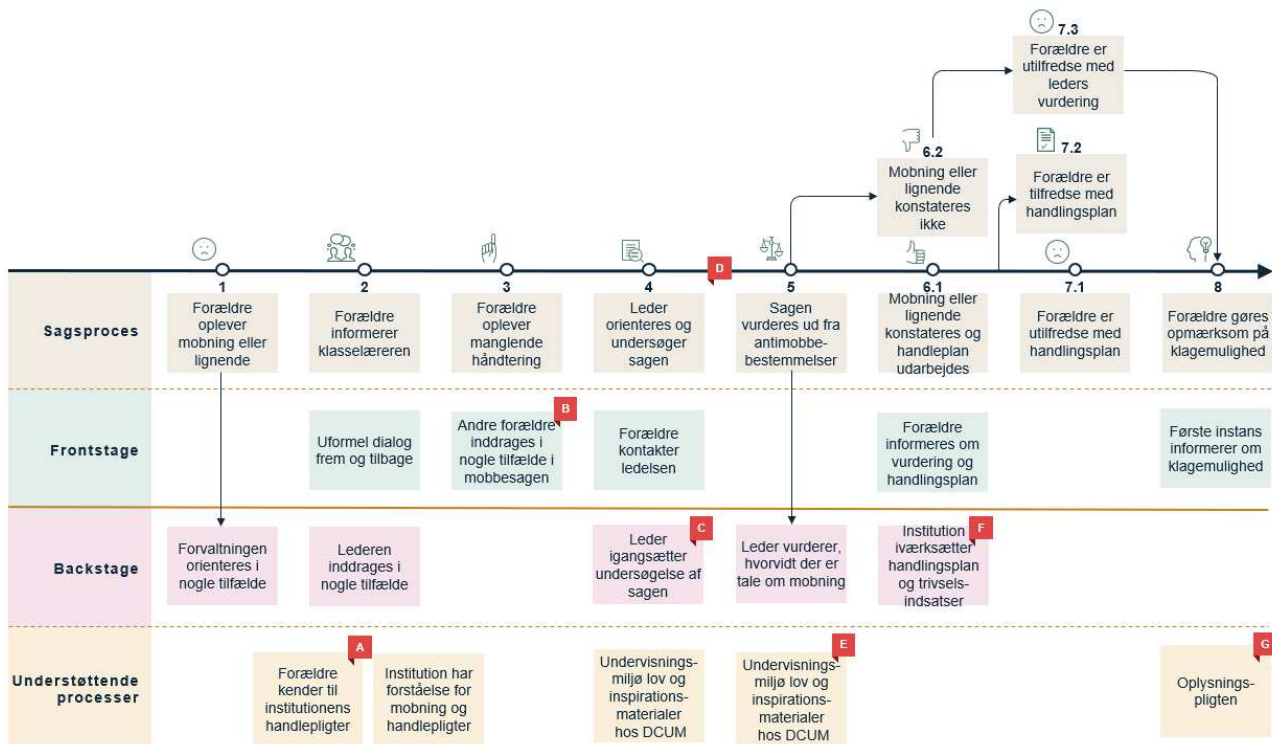 7.3
Forældre er
utilfredse med
leders
vurdering
6.2
Mobning eller
lignende
konstateres
ikke
7.2
Forældre er
tilfredse med
handlingsplan
D
Sagsproces
1
Forældre
oplever
mobning eller
lignende
2
Forældre
informerer
klasselæreren
3
Forældre
oplever
manglende
håndtering
4
Leder
orienteres og
undersøger
sagen
5
Sagen
vurderes ud fra
antimobbe-
bestemmelser
6.1
Mobning eller
lignende
konstateres og
handleplan
udarbejdes
7.1
Forældre er
utilfredse med
handlingsplan
8
Forældre gøres
opmærksom på
klagemulighed
Frontstage
Uformel dialog
frem og tilbage
B
Andre forældre
inddrages i
nogle tilfælde i
mobbesagen
Forældre
kontakter
ledelsen
Forældre
informeres om
vurdering og
handlingsplan
Første instans
informerer om
klagemulighed
Backstage
Forvaltningen
orienteres i
nogle tilfælde
Lederen
inddrages i
nogle tilfælde
C
Leder
igangsætter
undersøgelse af
sagen
Leder vurderer,
hvorvidt der er
tale om mobning
F
Institution
iværksætter
handlingsplan
og trivsels-
indsatser
Understøttende
processer
A
Forældre
kender til
institutionens
handlepligter
Institution har
forståelse for
mobning og
handlepligter
Undervisnings-
miljø lov og
inspirations-
materialer
hos DCUM
E
Undervisnings-
miljø lov og
inspirations-
materialer
hos DCUM
G
Oplysnings-
pligten